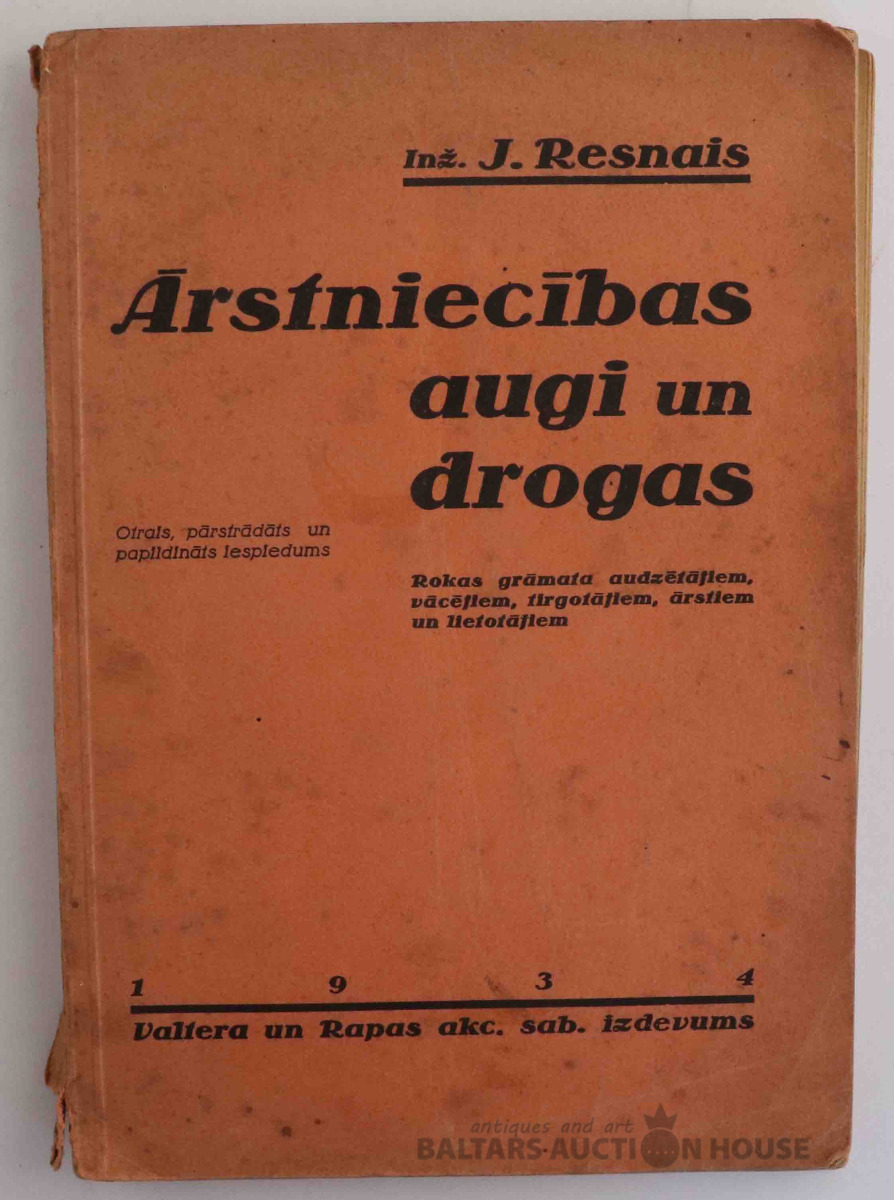 Inž. J. Resnais
Ārstniecības
augi un
drogas
Otrais, pārstrādāts un
papildināts iespiedums
Rokas grāmata audzētājiem,
vācējiem, tirgotājiem, ārstiem
un lietotājiem
1 9 3 4
Valtera un Rapas akc. sab. izdevums
antiques and art
BALTARS AUCTION HOUSE